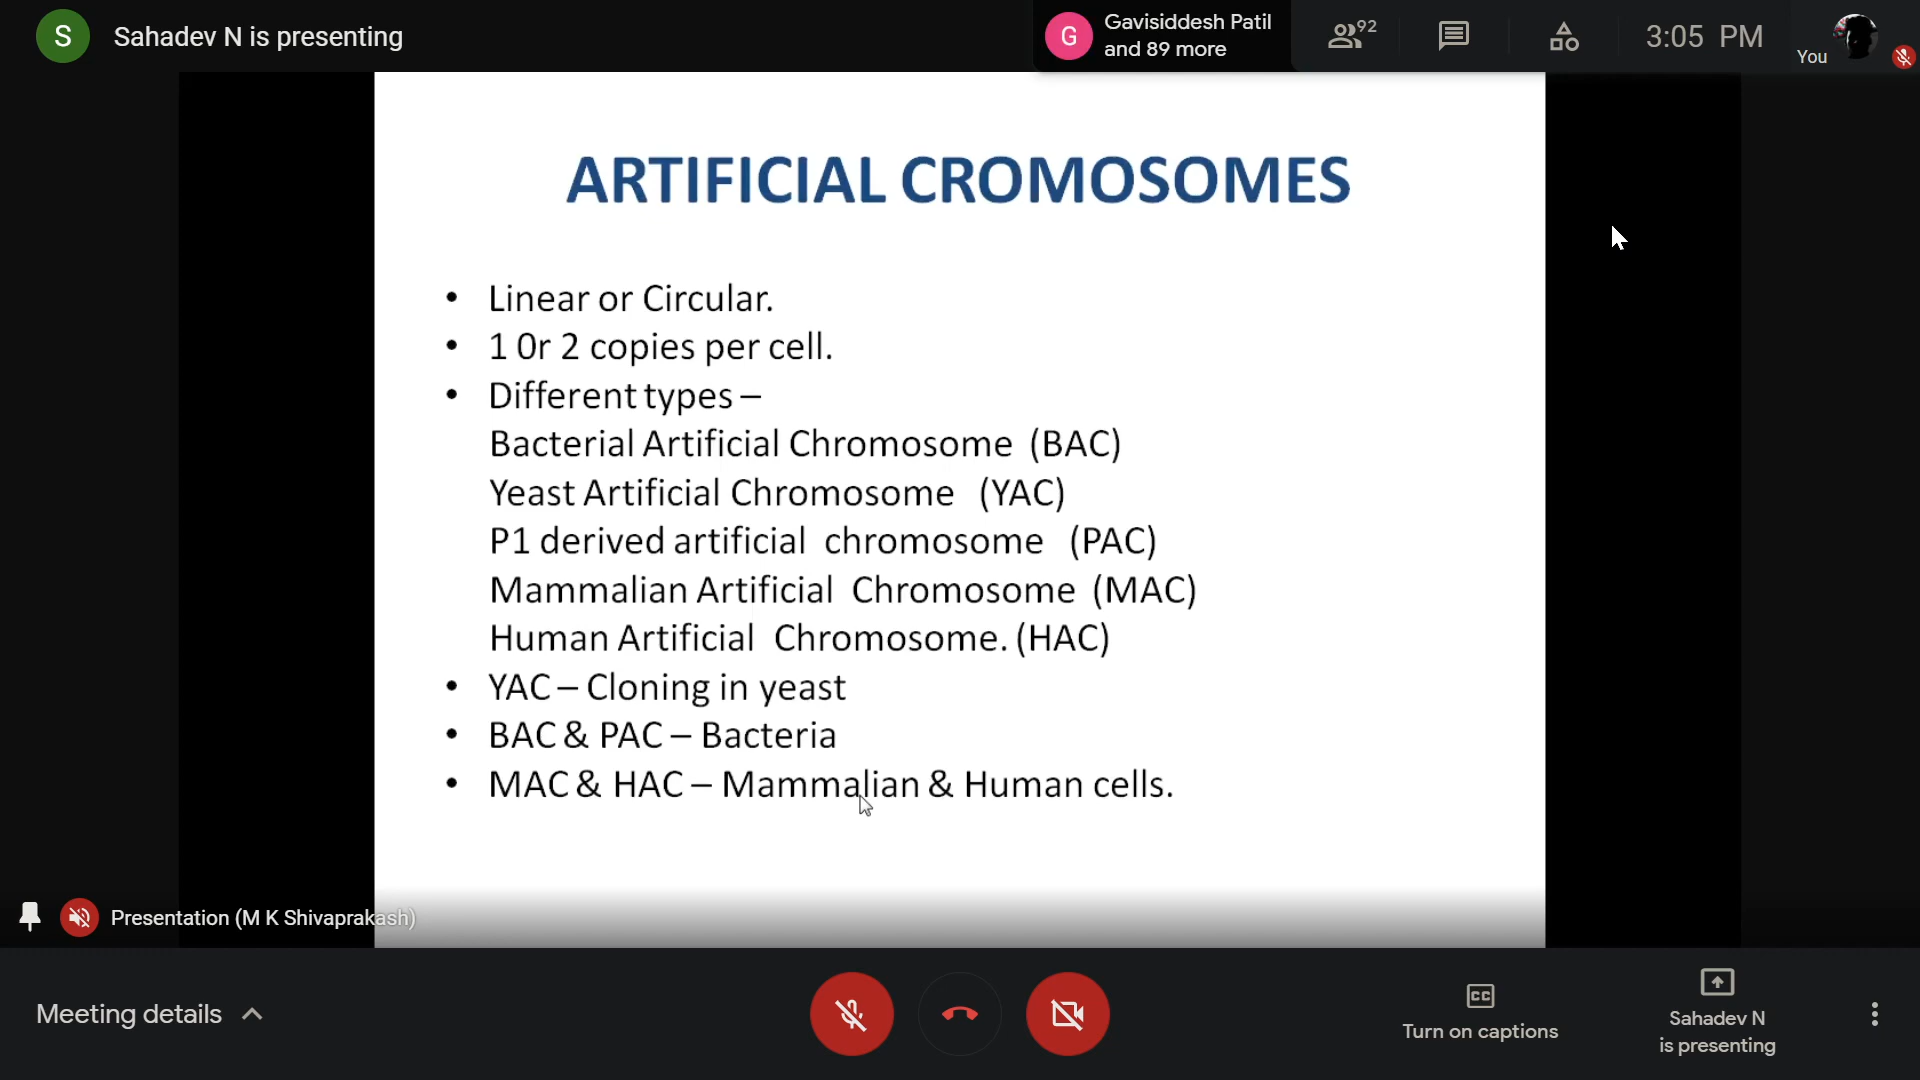 S
Sahadev N is presenting
G
Gavisiddesh Patil
and 89 more
92
3:05 PM
You
ARTIFICIAL CROMOSOMES
• Linear or Circular.
• 1 0r 2 copies per cell.
• Different types –
Bacterial Artificial Chromosome (BAC)
Yeast Artificial Chromosome (YAC)
P1 derived artificial chromosome (PAC)
Mammalian Artificial Chromosome (MAC)
Human Artificial Chromosome. (HAC)
• YAC – Cloning in yeast
• BAC & PAC – Bacteria
• MAC & HAC – Mammalian & Human cells.
Presentation (M K Shivaprakash)
Meeting details
CC
Turn on captions
Sahadev N
is presenting